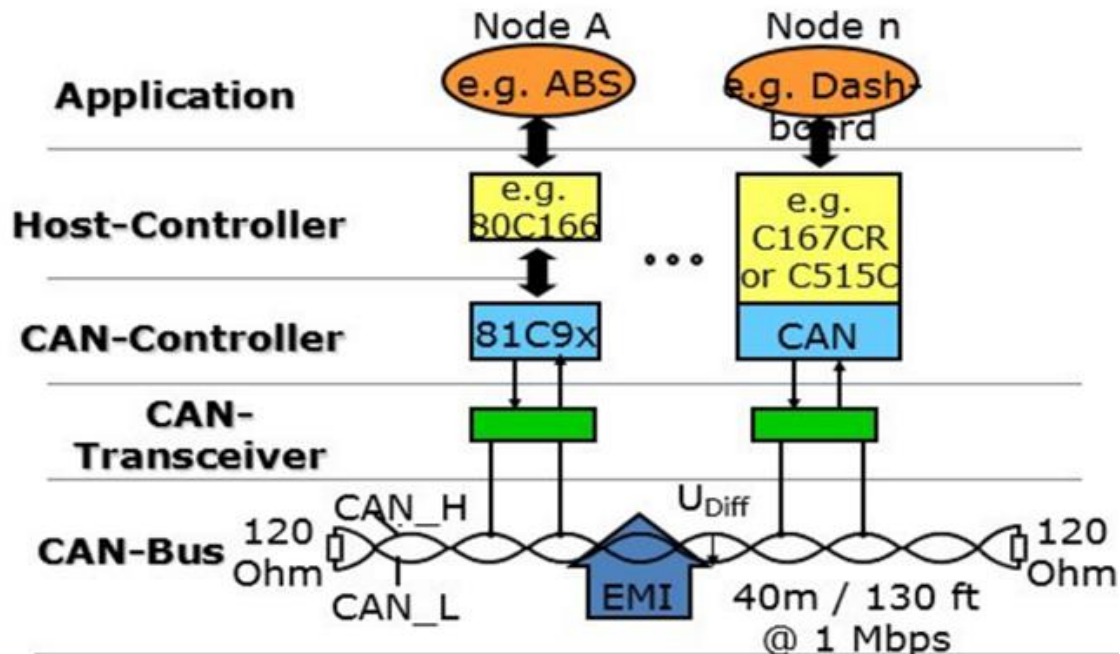 Node A
Node n
Application
e.g. ABS
e.g. Dash-
board
Host-Controller
e.g.
80C166
e.g.
C167CR
or C515C
CAN-Controller
81C9x
CAN
CAN-
Transceiver
CAN-Bus
120
Ohm
CAN_H
CAN_L
EMI
UDiff
40m / 130 ft
@ 1 Mbps
120
Ohm